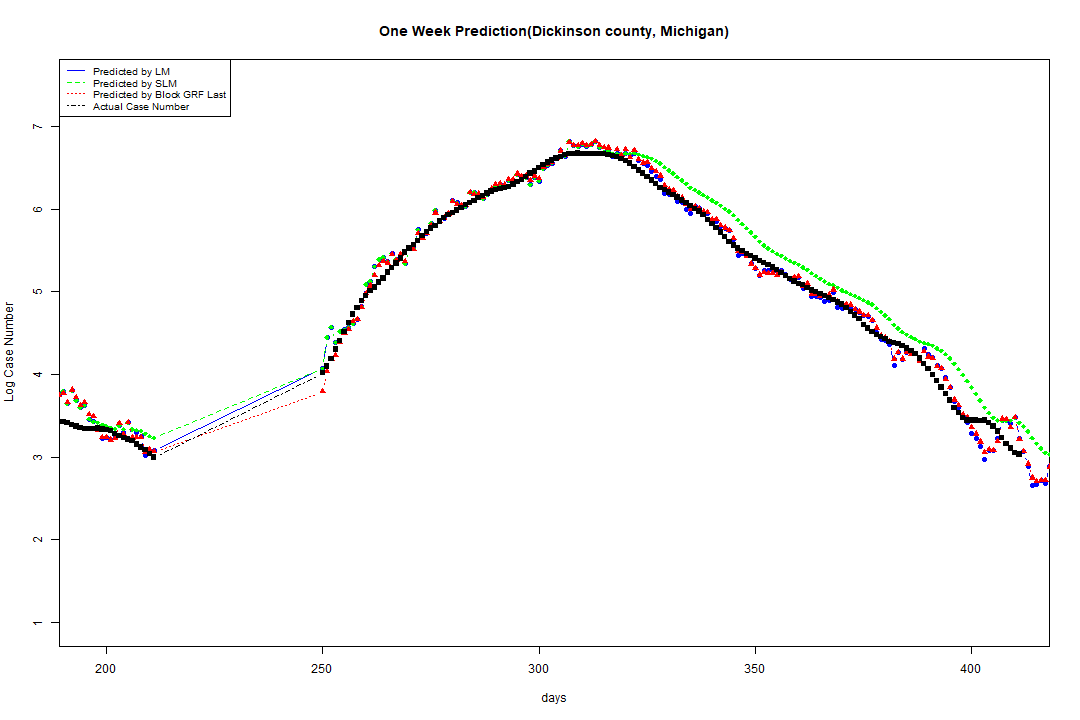 One Week Prediction(Dickinson county, Michigan)
Predicted by LM
Predicted by SLM
Predicted by Block GRF Last
Actual Case Number
7
6
5
4
3
2
1
Log Case Number
200 250 300 350 400
days